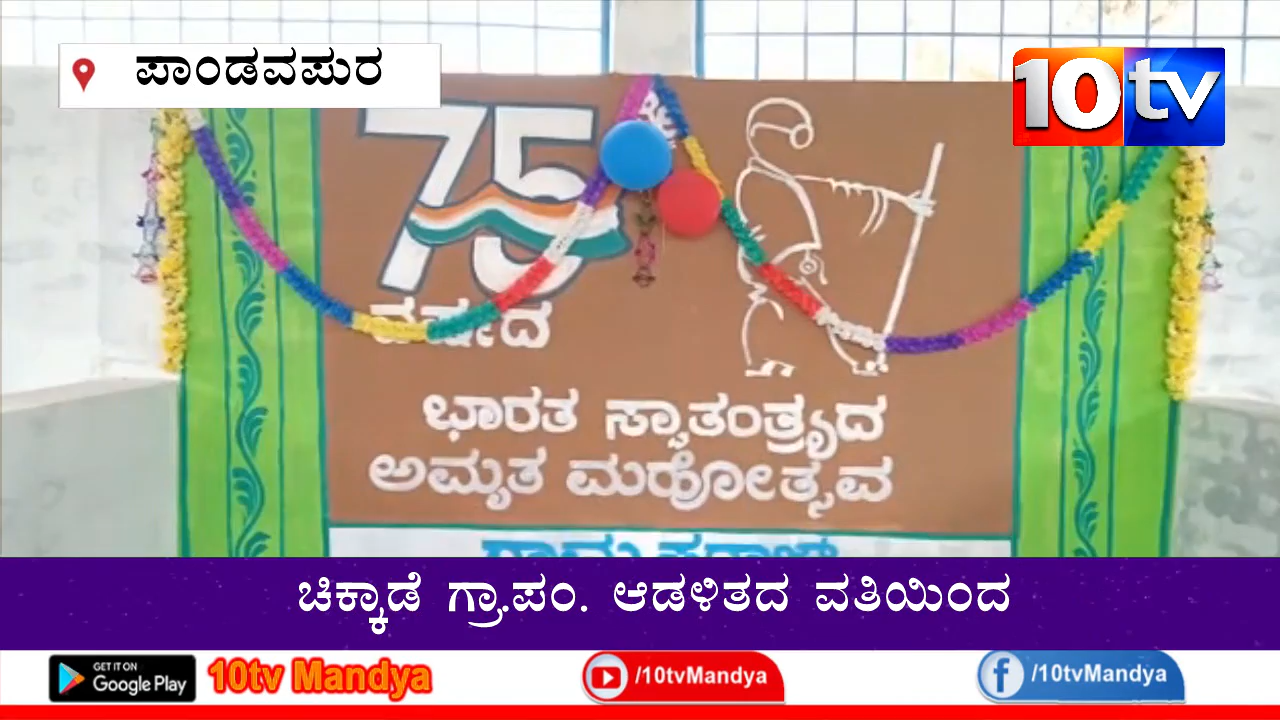 ಪಾಂಡವಪುರ
10tv
75
ವರ್ಷದ
ಭಾರತ ಸ್ವಾತಂತ್ರ್ಯದ
ಅಮೃತ ಮಹೋತ್ಸವ
ಚಿಕ್ಕಾಡೆ ಗ್ರಾ.ಪಂ. ಆಡಳಿತದ ವತಿಯಿಂದ
GET IT ON
Google Play
10tv Mandya
/10tvMandya
/10tvMandya